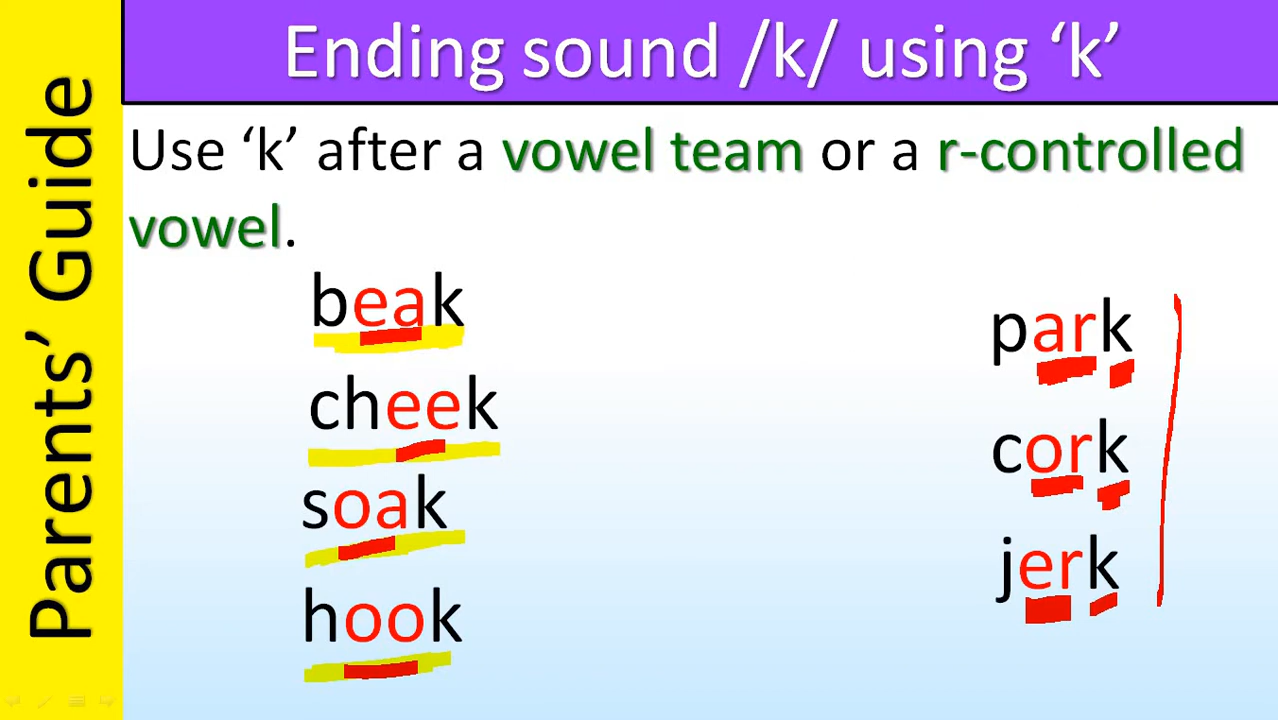 Parents’ Guide
Ending sound /k/ using ‘k’
Use ‘k’ after a vowel team or a r-controlled
vowel.
beak
cheek
soak
hook
park
cork
jerk